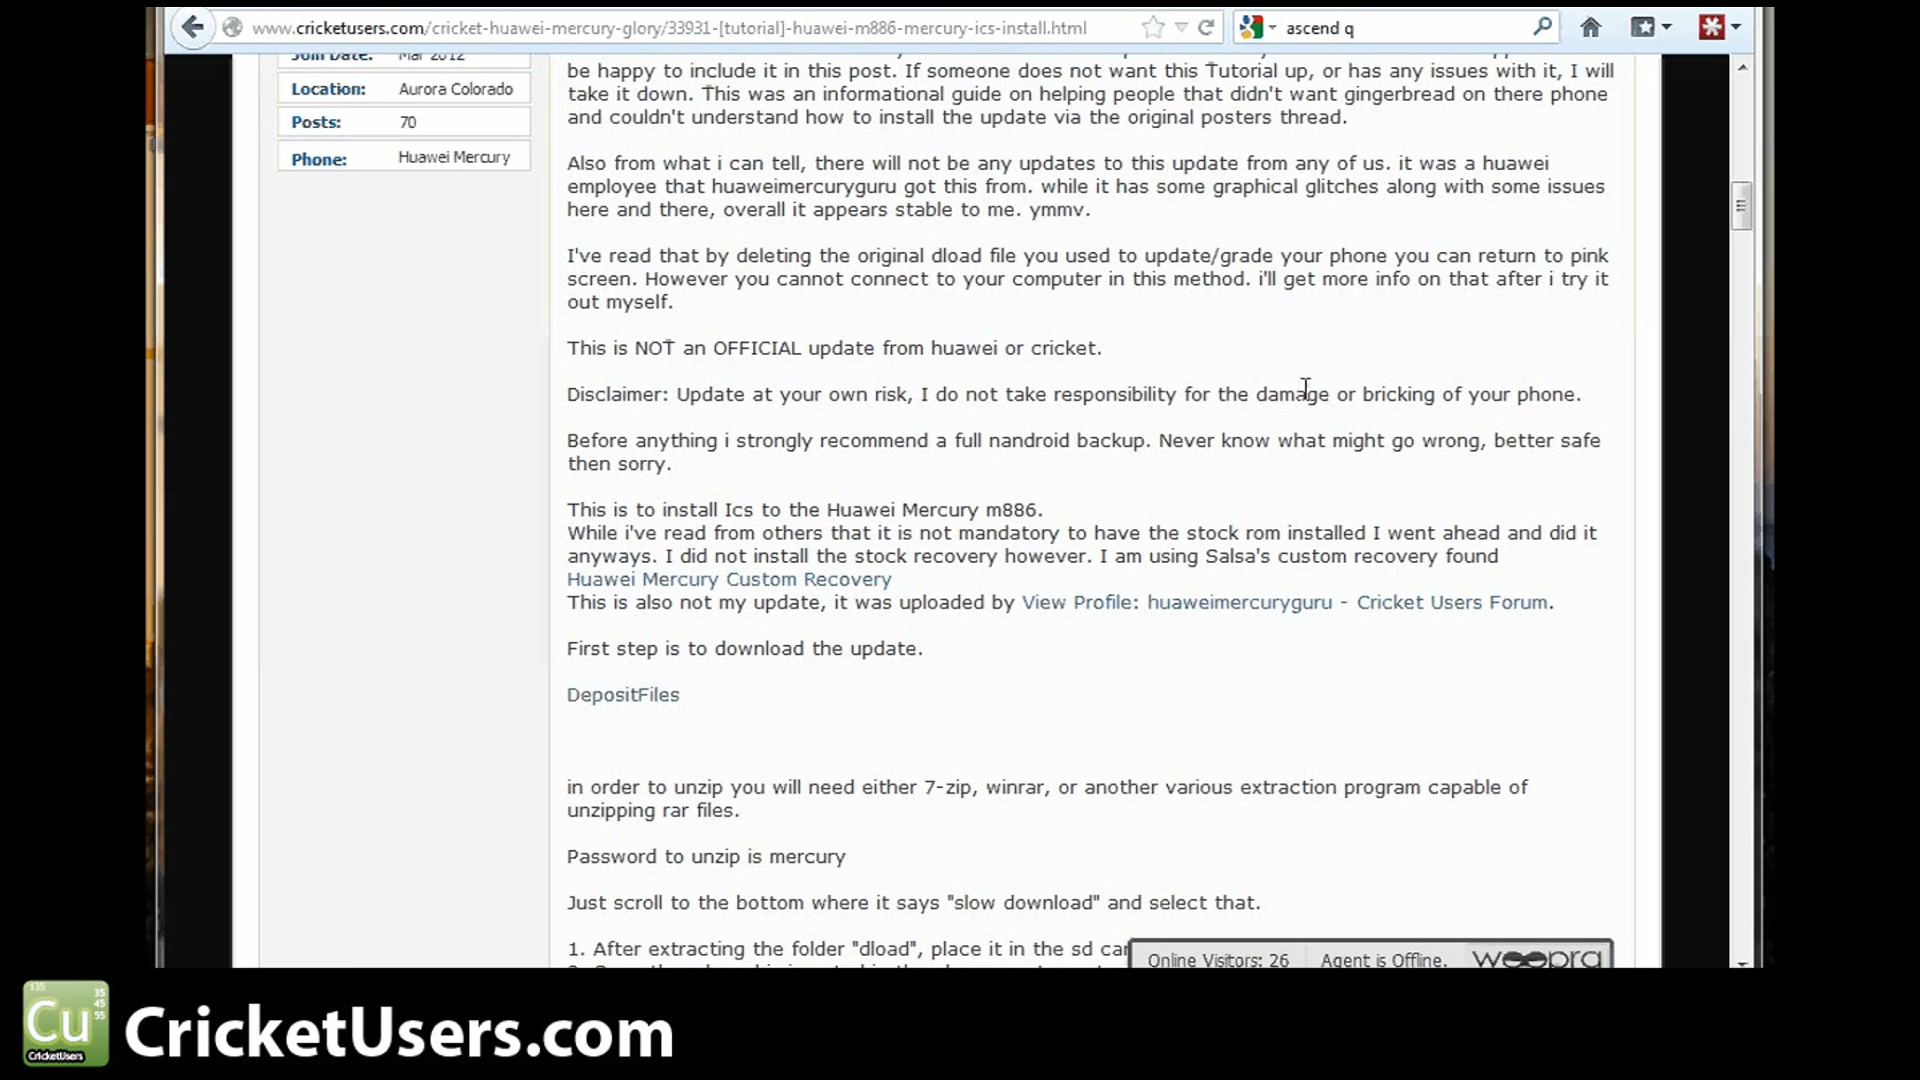 www.cricketusers.com/cricket-huawei-mercury-glory/33931-[tutorial]-huawei-m886-mercury-ics-install.html
ascend q
Join Date: Mar 2012
Location: Aurora Colorado
Posts: 70
Phone: Huawei Mercury
be happy to include it in this post. If someone does not want this Tutorial up, or has any issues with it, I will
take it down. This was an informational guide on helping people that didn't want gingerbread on there phone
and couldn't understand how to install the update via the original posters thread.
Also from what i can tell, there will not be any updates to this update from any of us. it was a huawei
employee that huaweimercuryguru got this from. while it has some graphical glitches along with some issues
here and there, overall it appears stable to me. ymmv.
I've read that by deleting the original dload file you used to update/grade your phone you can return to pink
screen. However you cannot connect to your computer in this method. i'll get more info on that after i try it
out myself.
This is NOT an OFFICIAL update from huawei or cricket.
Disclaimer: Update at your own risk, I do not take responsibility for the damage or bricking of your phone.
Before anything i strongly recommend a full nandroid backup. Never know what might go wrong, better safe
then sorry.
This is to install Ics to the Huawei Mercury m886.
While i've read from others that it is not mandatory to have the stock rom installed I went ahead and did it
anyways. I did not install the stock recovery however. I am using Salsa's custom recovery found
Huawei Mercury Custom Recovery
This is also not my update, it was uploaded by View Profile: huaweimercuryguru - Cricket Users Forum.
First step is to download the update.
DepositFiles
in order to unzip you will need either 7-zip, winrar, or another various extraction program capable of
unzipping rar files.
Password to unzip is mercury
Just scroll to the bottom where it says "slow download" and select that.
1. After extracting the folder "dload", place it in the sd car
Online Visitors: 26 Agent is Offline. woopra
135
35
45
55
Cu
CricketUsers
CricketUsers.com